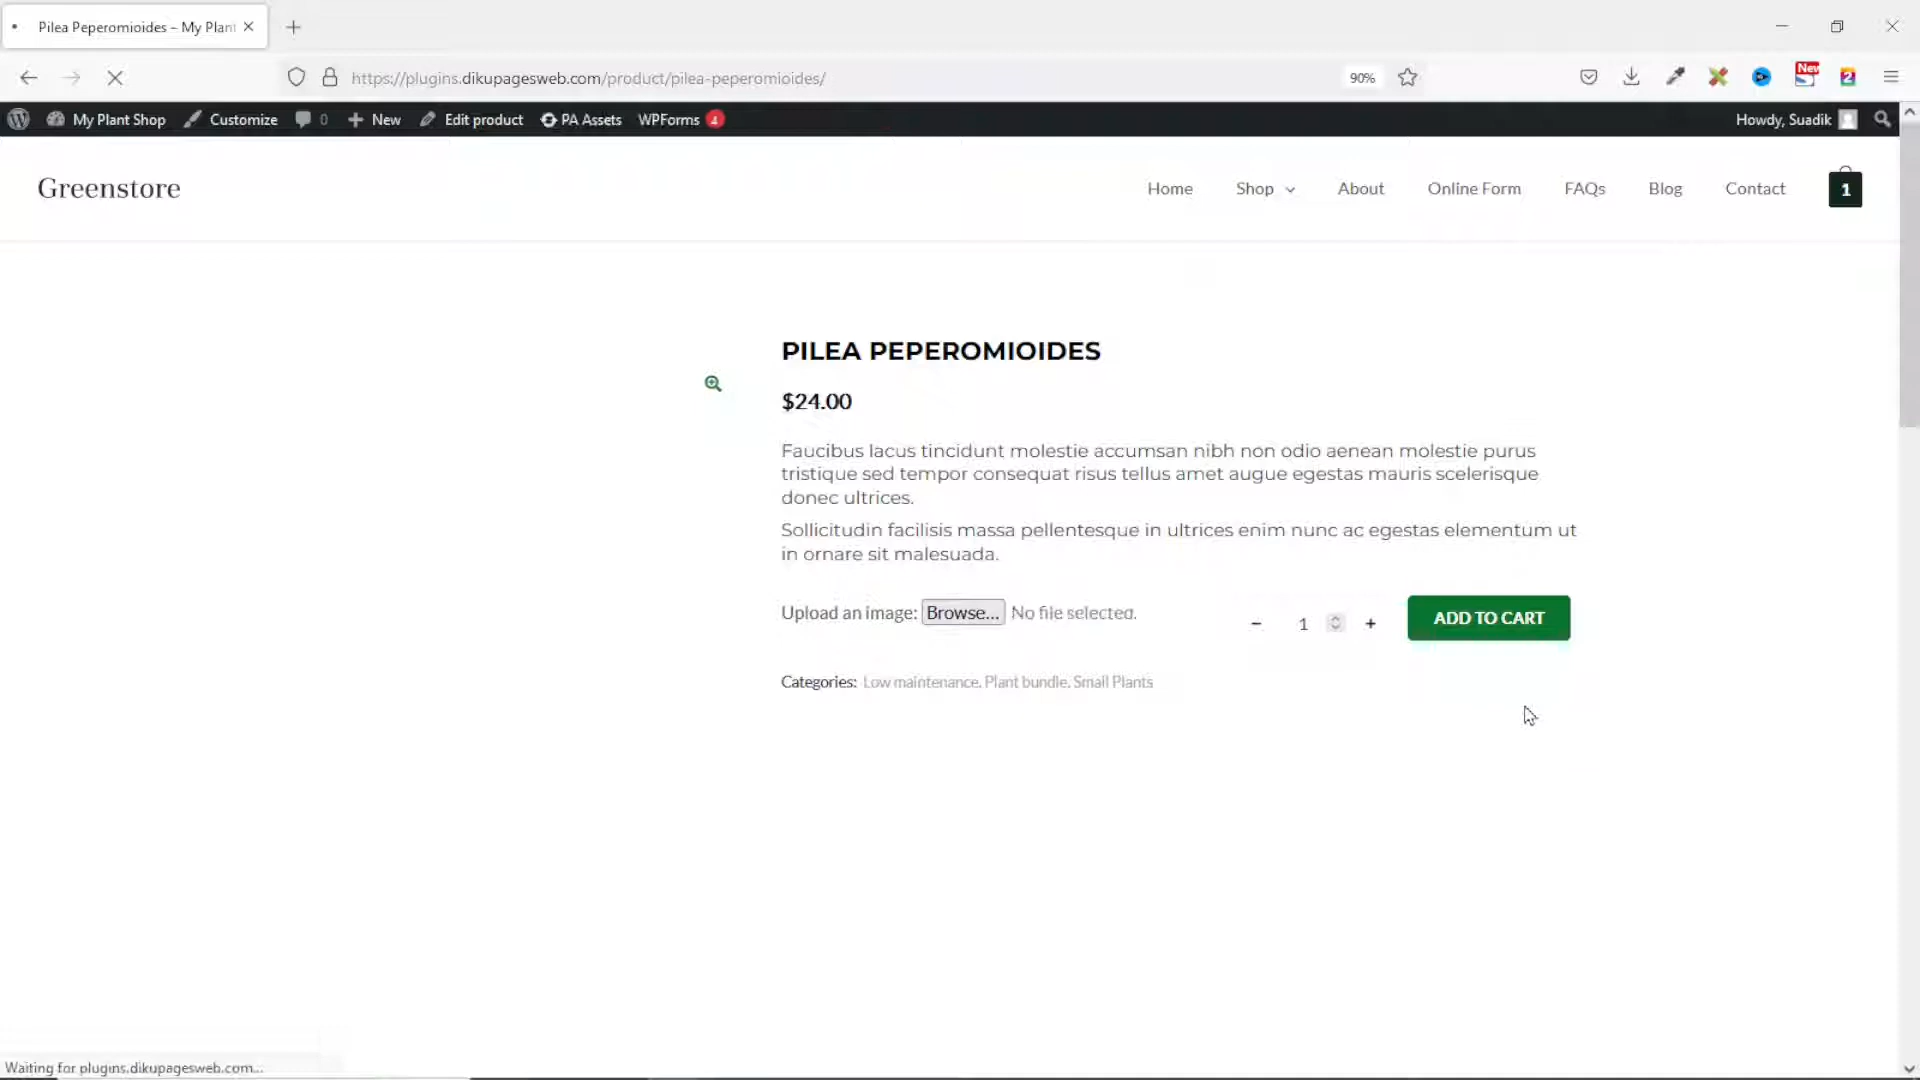 Pilea Peperomioides – My Plan
https://plugins.dikupagesweb.com/product/pilea-peperomioides/
90%
New
2
My Plant Shop
Customize
0
New
Edit product
PA Assets
WPForms
4
Howdy, Suadik
Greenstore
Home
Shop
About
Online Form
FAQs
Blog
Contact
1
PILEA PEPEROMIOIDES
$24.00
Faucibus lacus tincidunt molestie accumsan nibh non odio aenean molestie purus
tristique sed tempor consequat risus tellus amet augue egestas mauris scelerisque
donec ultrices.
Sollicitudin facilisis massa pellentesque in ultrices enim nunc ac egestas elementum ut
in ornare sit malesuada.
Upload an image: Browse... No file selected.
- 1 +
ADD TO CART
Categories: Low maintenance, Plant bundle, Small Plants
Waiting for plugins.dikupagesweb.com...